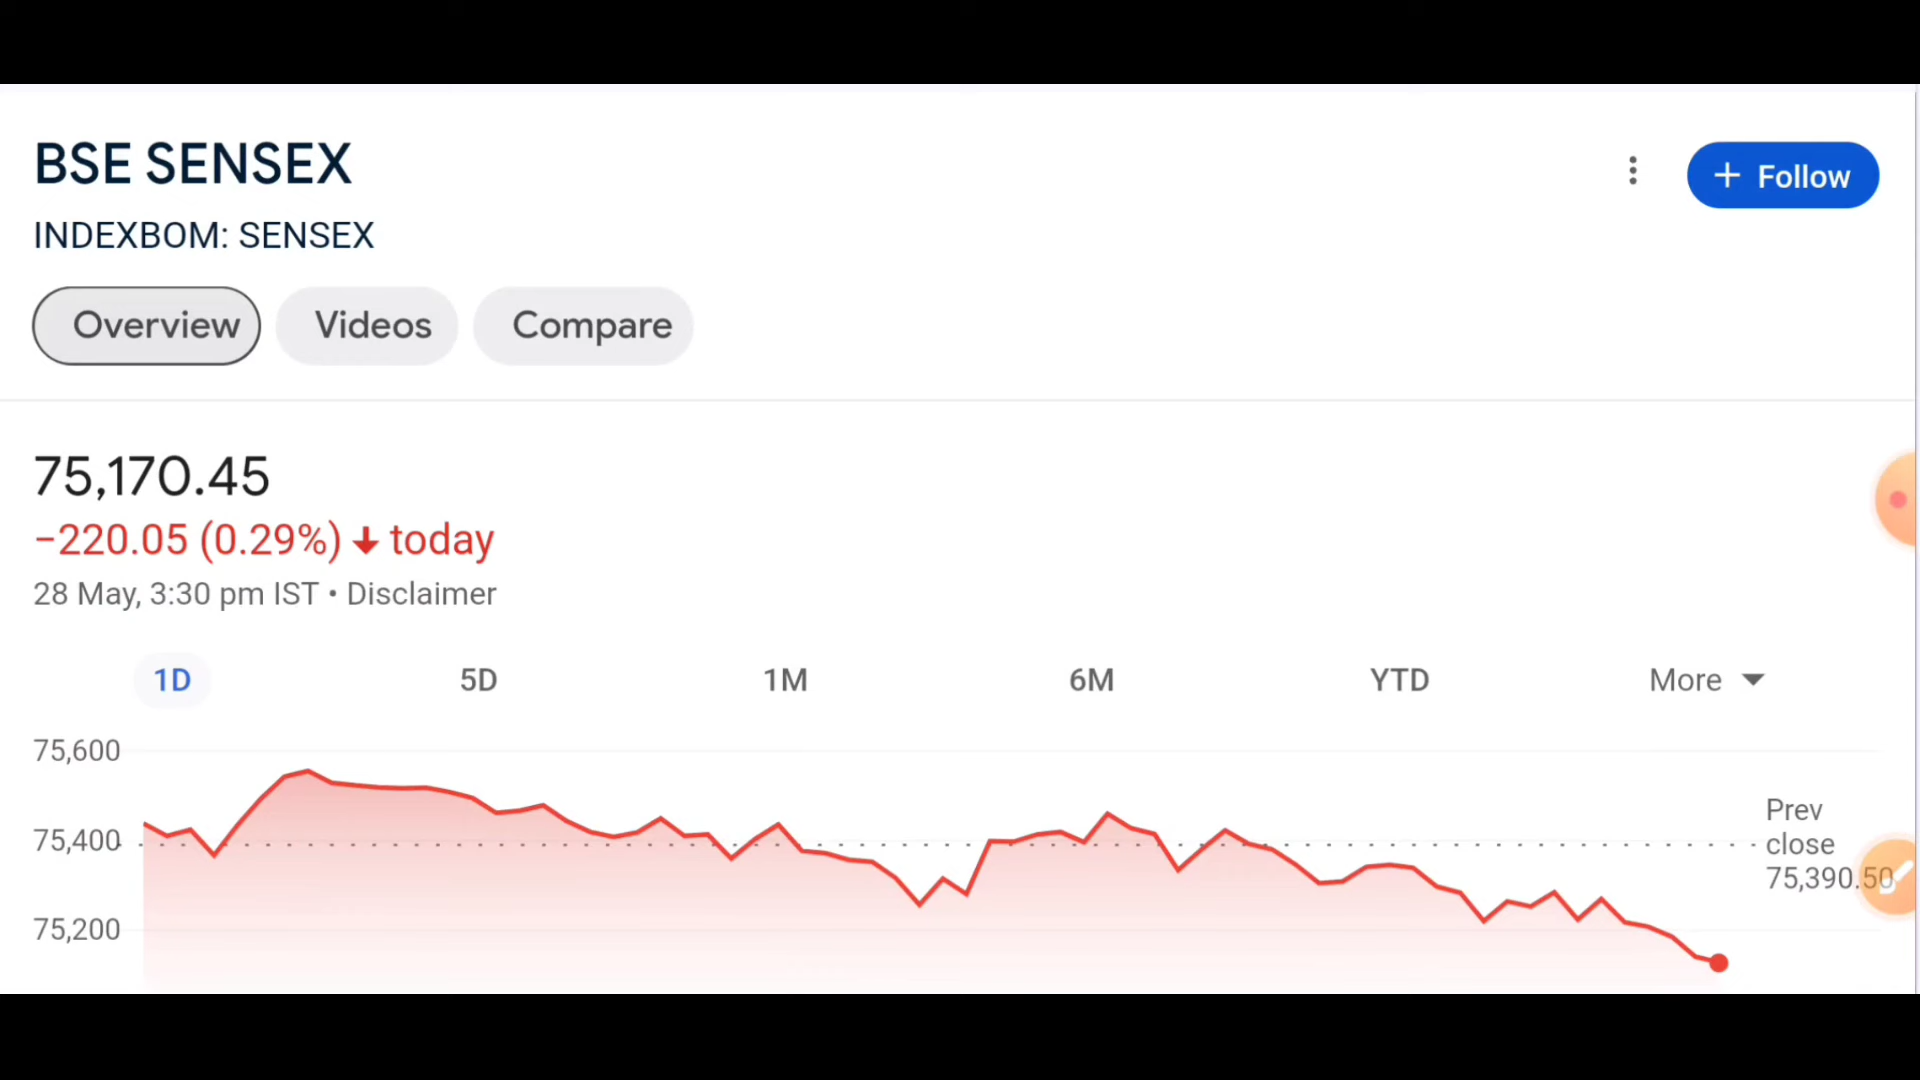 BSE SENSEX
+ Follow
INDEXBOM: SENSEX
Overview
Videos
Compare
75,170.45
−220.05 (0.29%) ↓ today
28 May, 3:30 pm IST • Disclaimer
1D
5D
1M
6M
YTD
More
75,600
75,400
75,200
Prev
close
75,390.50